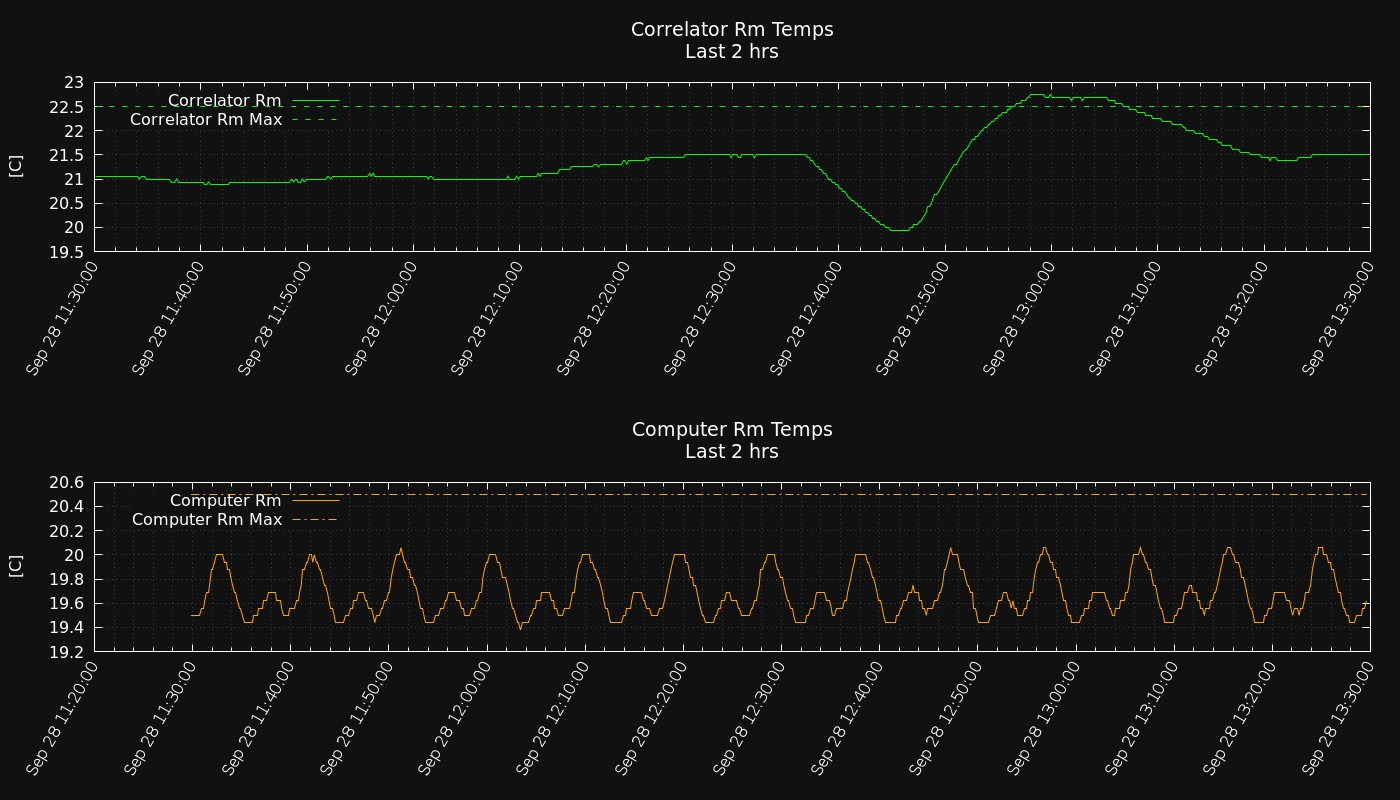 Correlator Rm Temps
Last 2 hrs
23
22.5
22
21.5
21
20.5
20
19.5
[C]
Correlator Rm
Correlator Rm Max
Sep 28 11:30:00
Sep 28 11:40:00
Sep 28 11:50:00
Sep 28 12:00:00
Sep 28 12:10:00
Sep 28 12:20:00
Sep 28 12:30:00
Sep 28 12:40:00
Sep 28 12:50:00
Sep 28 13:00:00
Sep 28 13:10:00
Sep 28 13:20:00
Sep 28 13:30:00
Computer Rm Temps
Last 2 hrs
20.6
20.4
20.2
20
19.8
19.6
19.4
19.2
[C]
Computer Rm
Computer Rm Max
Sep 28 11:20:00
Sep 28 11:30:00
Sep 28 11:40:00
Sep 28 11:50:00
Sep 28 12:00:00
Sep 28 12:10:00
Sep 28 12:20:00
Sep 28 12:30:00
Sep 28 12:40:00
Sep 28 12:50:00
Sep 28 13:00:00
Sep 28 13:10:00
Sep 28 13:20:00
Sep 28 13:30:00